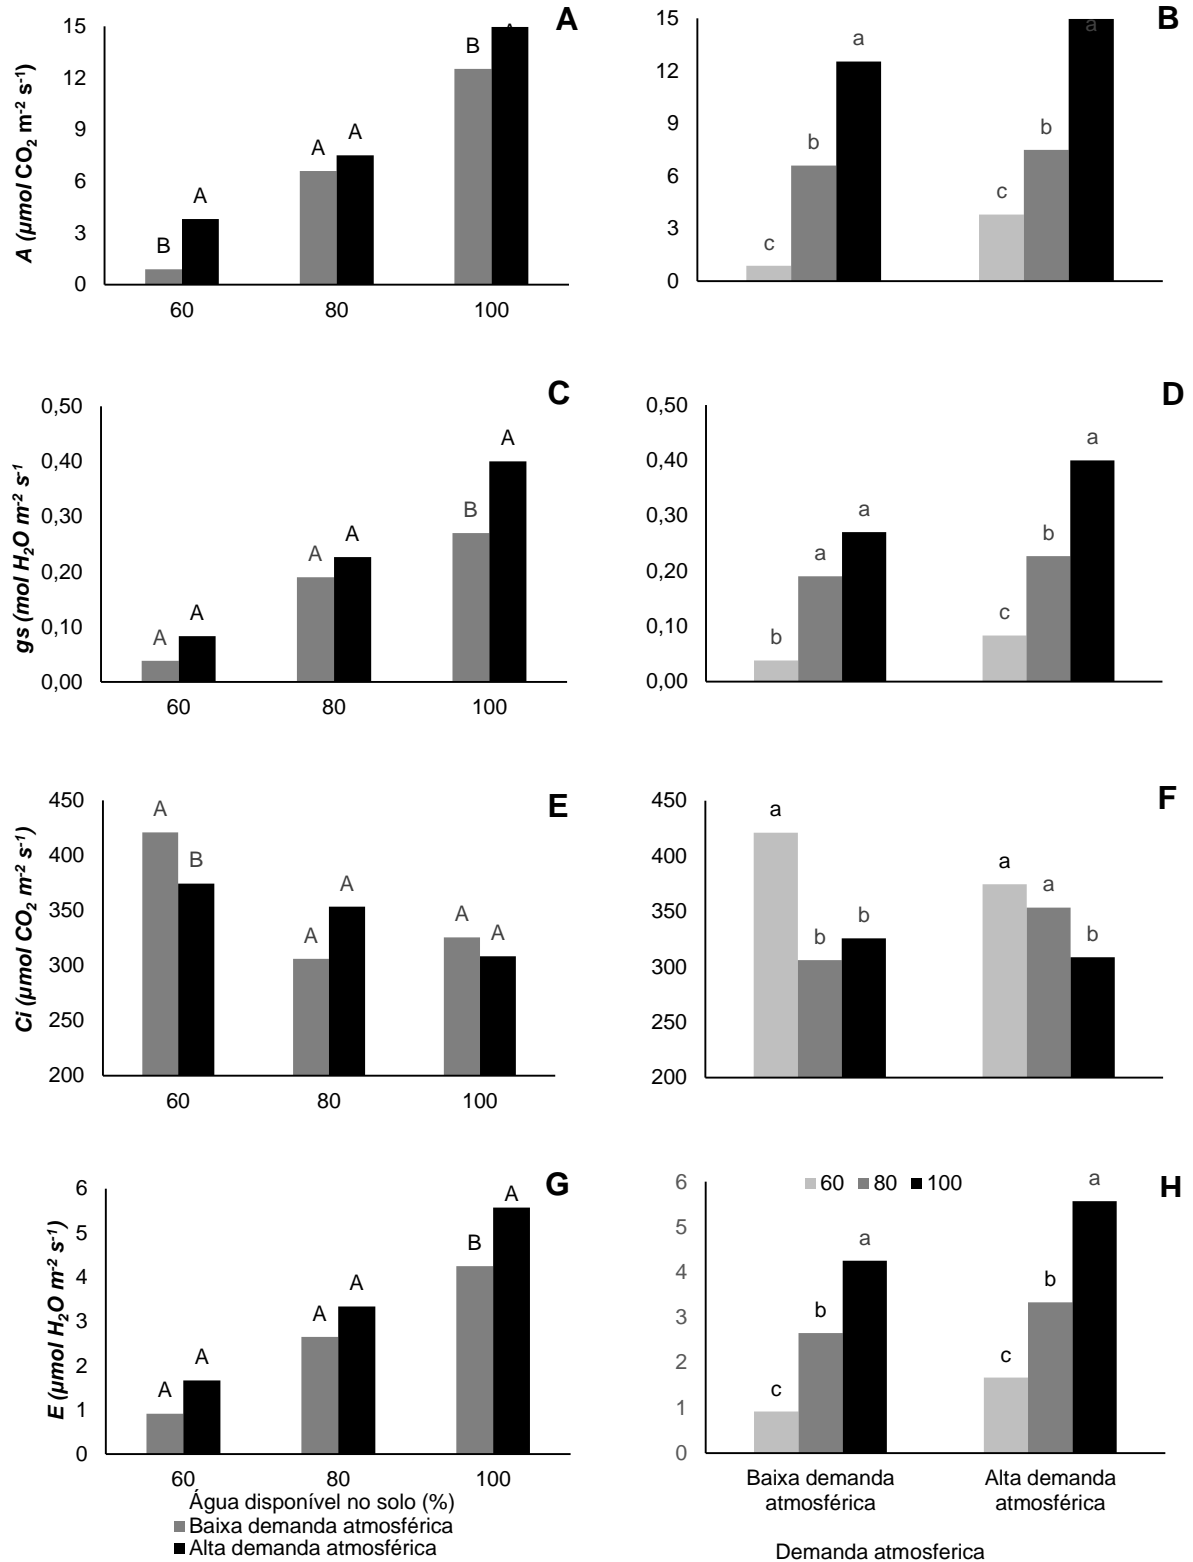 A
A (µmol CO₂ m⁻² s⁻¹)
15
12
9
6
3
0
B
A
A
A
B
A
60
80
100
B
15
12
9
6
3
0
c
b
a
c
b
a
C
gs (mol H₂O m⁻² s⁻¹
0,50
0,40
0,30
0,20
0,10
0,00
A
A
A
A
B
A
60
80
100
D
0,50
0,40
0,30
0,20
0,10
0,00
b
a
a
c
b
a
E
Ci (µmol CO₂ m⁻² s⁻¹)
450
400
350
300
250
200
A
B
A
A
A
A
60
80
100
F
450
400
350
300
250
200
a
b
b
a
a
b
G
E (µmol H₂O m⁻² s⁻¹)
6
5
4
3
2
1
0
A
A
A
A
B
A
60
80
100
Água disponível no solo (%)
Baixa demanda atmosférica
Alta demanda atmosférica
H
60 80 100
6
5
4
3
2
1
0
c
b
a
c
b
a
Baixa demanda
atmosférica
Alta demanda
atmosférica
Demanda atmosferica